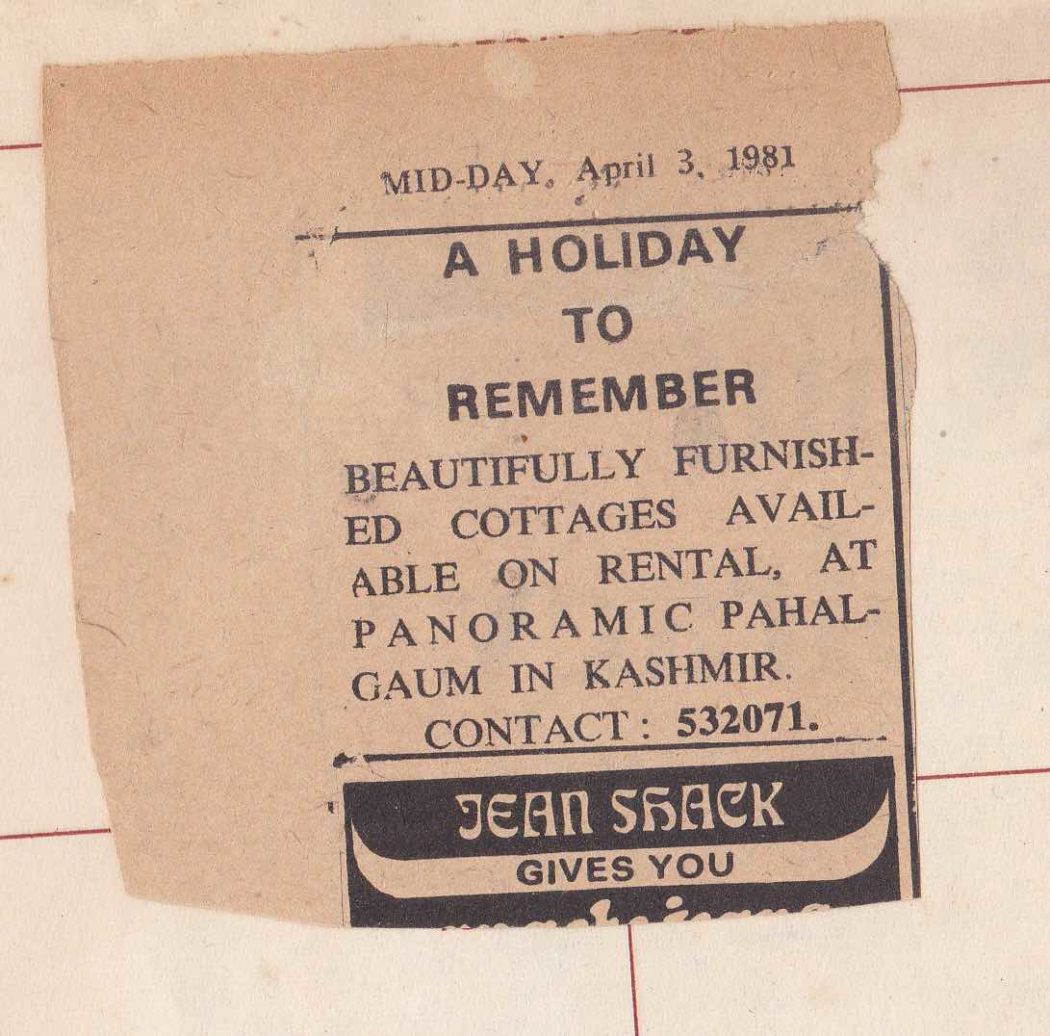 MID-DAY, April 3, 1981
A HOLIDAY
TO
REMEMBER
BEAUTIFULLY FURNISH-
ED COTTAGES AVAIL-
ABLE ON RENTAL, AT
PANORAMIC PAHAL-
GAUM IN KASHMIR.
CONTACT: 532071.
JEAN SHACK
GIVES YOU